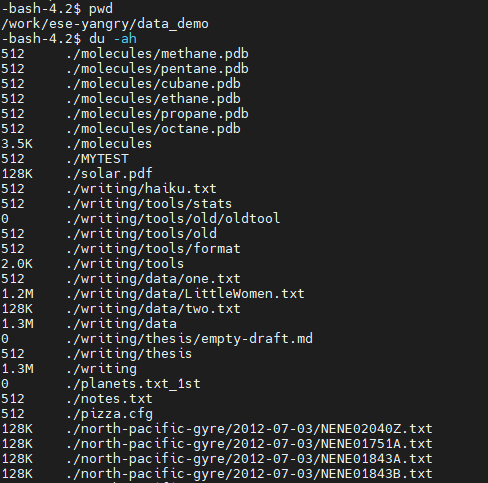 -bash-4.2$ pwd
/work/ese-yangry/data_demo
-bash-4.2$ du -ah
512 ./molecules/methane.pdb
512 ./molecules/pentane.pdb
512 ./molecules/cubane.pdb
512 ./molecules/ethane.pdb
512 ./molecules/propane.pdb
512 ./molecules/octane.pdb
3.5K ./molecules
512 ./MYTEST
128K ./solar.pdf
512 ./writing/haiku.txt
512 ./writing/tools/stats
0 ./writing/tools/old/oldtool
512 ./writing/tools/old
512 ./writing/tools/format
2.0K ./writing/tools
512 ./writing/data/one.txt
1.2M ./writing/data/LittleWomen.txt
128K ./writing/data/two.txt
1.3M ./writing/data
0 ./writing/thesis/empty-draft.md
512 ./writing/thesis
1.3M ./writing
0 ./planets.txt_1st
512 ./notes.txt
512 ./pizza.cfg
128K ./north-pacific-gyre/2012-07-03/NENE02040Z.txt
128K ./north-pacific-gyre/2012-07-03/NENE01751A.txt
128K ./north-pacific-gyre/2012-07-03/NENE01843A.txt
128K ./north-pacific-gyre/2012-07-03/NENE01843B.txt